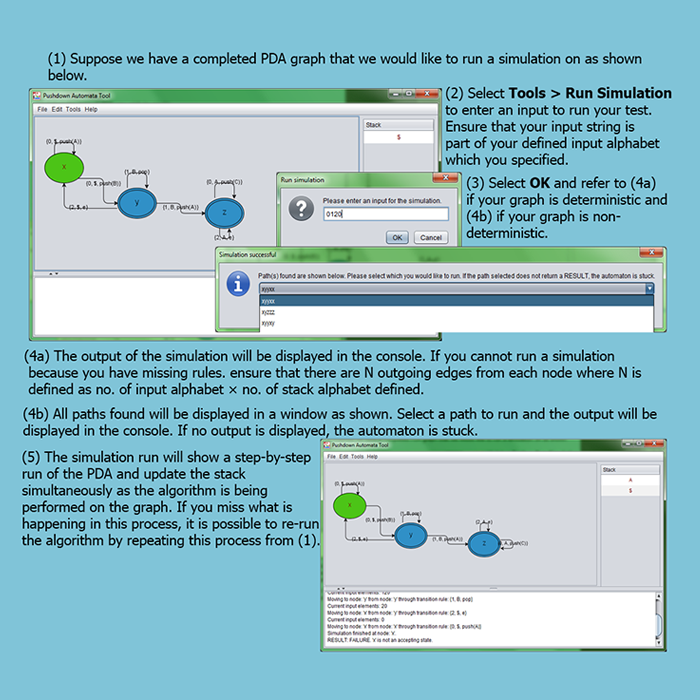 (1) Suppose we have a completed PDA graph that we would like to run a simulation on as shown
below.
Pushdown Automata Tool
File Edit Tools Help
Stack
$
(0, $, push(A))
x
(0, $, push(B))
(1, B, pop)
y
(2, $, e)
(1, B, push(A))
(0, A, push(C))
z
(2, A, e)
(2) Select Tools > Run Simulation
to enter an input to run your test.
Ensure that your input string is
part of your defined input alphabet
which you specified.
Run simulation
Please enter an input for the simulation.
0120
OK Cancel
(3) Select OK and refer to (4a)
if your graph is deterministic and
(4b) if your graph is non-
deterministic.
Simulation successful
Path(s) found are shown below. Please select which you would like to run. If the path selected does not return a RESULT, the automaton is stuck.
xyyxx
xyyxx
xyzzz
xyyxy
(4a) The output of the simulation will be displayed in the console. If you cannot run a simulation
because you have missing rules. ensure that there are N outgoing edges from each node where N is
defined as no. of input alphabet × no. of stack alphabet defined.
(4b) All paths found will be displayed in a window as shown. Select a path to run and the output will be
displayed in the console. If no output is displayed, the automaton is stuck.
(5) The simulation run will show a step-by-step
run of the PDA and update the stack
simultaneously as the algorithm is being
performed on the graph. If you miss what is
happening in this process, it is possible to re-run
the algorithm by repeating this process from (1).
Pushdown Automata Tool
File Edit Tools Help
Stack
A
$
(0, $, push(A))
x
(0, $, push(B))
(1, B, pop)
y
(2, $, e)
(1, B, push(A))
(2, A, e)
z
A, push(C))
Current input elements: 120
Moving to node: 'y' from node: 'y' through transition rule: (1, B, pop)
Current input elements: 20
Moving to node: 'x' from node: 'y' through transition rule: (2, $, e)
Current input elements: 0
Moving to node: 'x' from node: 'x' through transition rule: (0, $, push(A))
Simulation finished at node: 'x'.
RESULT: FAILURE. 'x' is not an accepting state.